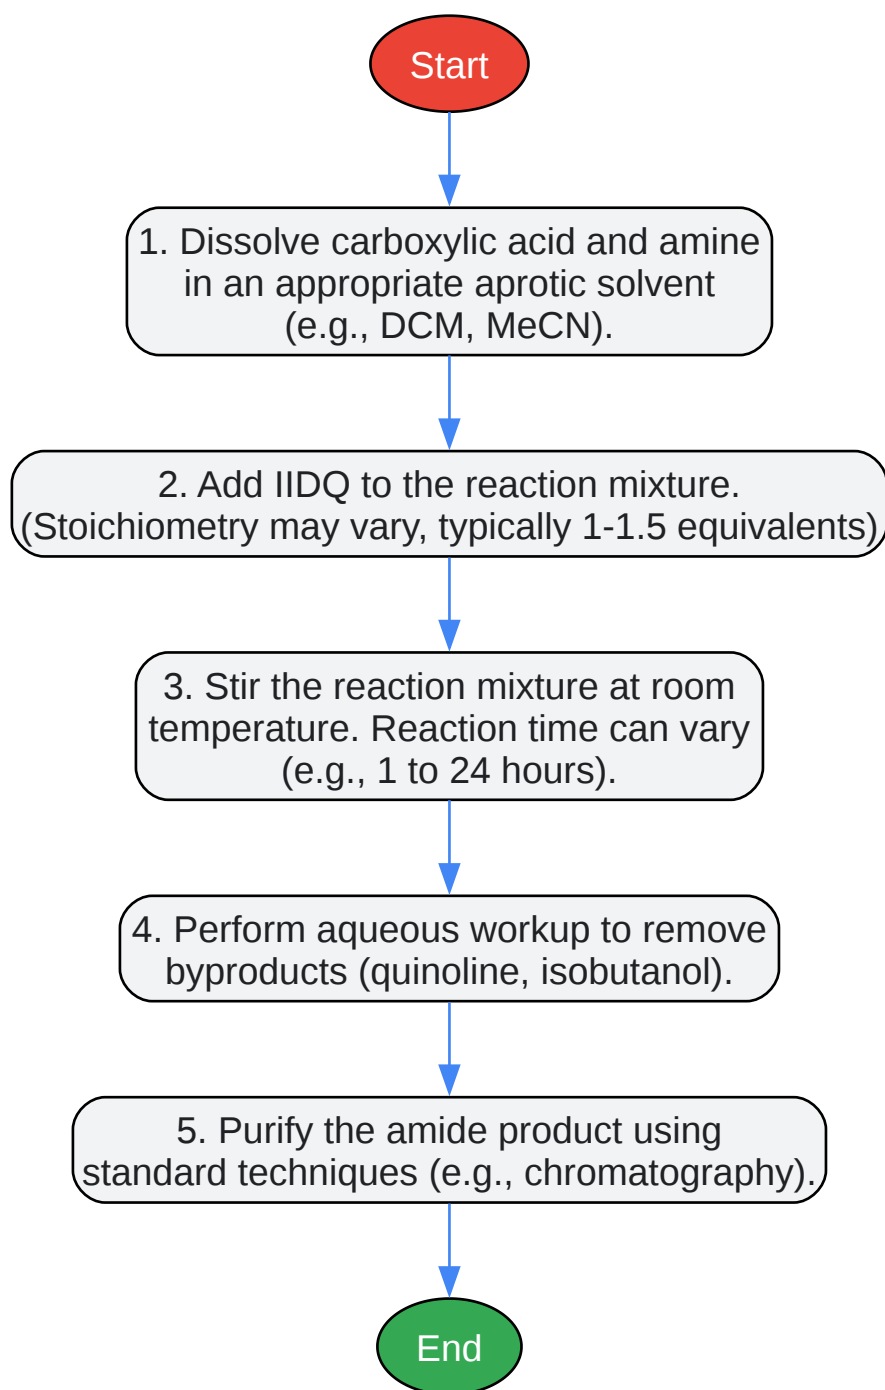 Start
1. Dissolve carboxylic acid and amine
in an appropriate aprotic solvent
(e.g., DCM, MeCN).
2. Add IIDQ to the reaction mixture.
(Stoichiometry may vary, typically 1-1.5 equivalents)
3. Stir the reaction mixture at room
temperature. Reaction time can vary
(e.g., 1 to 24 hours).
4. Perform aqueous workup to remove
byproducts (quinoline, isobutanol).
5. Purify the amide product using
standard techniques (e.g., chromatography).
End